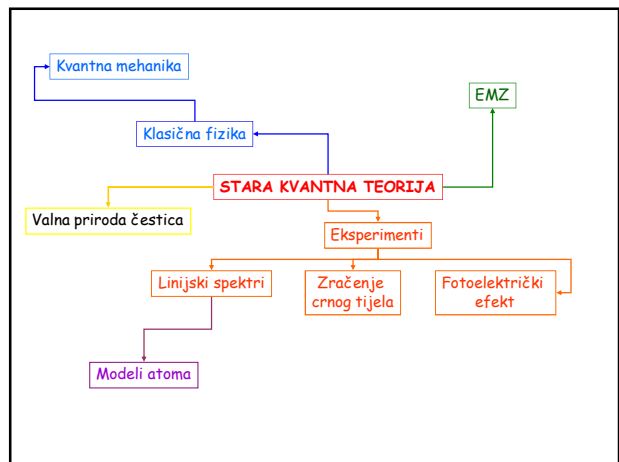 Kvantna mehanika
EMZ
Klasična fizika
STARA KVANTNA TEORIJA
Valna priroda čestica
Eksperimenti
Linijski spektri
Zračenje
crnog tijela
Fotoelektrički
efekt
Modeli atoma